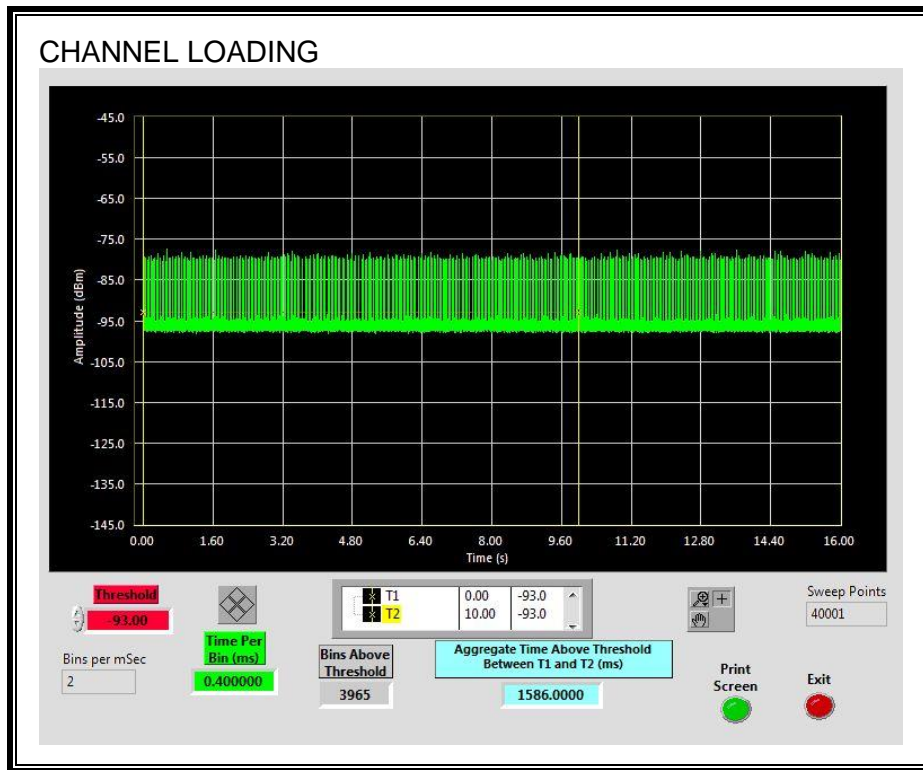 CHANNEL LOADING
-45.0
-55.0
-65.0
-75.0
-85.0
-95.0
-105.0
-115.0
-125.0
-135.0
-145.0
Amplitude (dBm)
0.00 1.60 3.20 4.80 6.40 8.00 9.60 11.20 12.80 14.40 16.00
Time (s)
Threshold
-93.00
Bins per mSec
2
Time Per
Bin (ms)
0.400000
T1 0.00 -93.0
T2 10.00 -93.0
Bins Above
Threshold
3965
Aggregate Time Above Threshold
Between T1 and T2 (ms)
1586.0000
Print
Screen
Exit
Sweep Points
40001